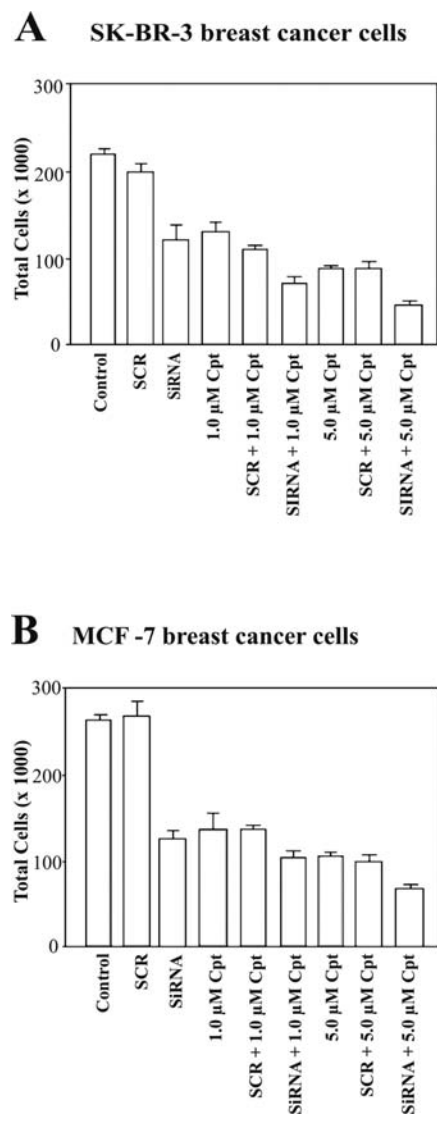 A SK-BR-3 breast cancer cells
Total Cells (x 1000)
300
200
100
0
Control
SCR
SiRNA
1.0 μM Cpt
SCR + 1.0 μM Cpt
SIRNA + 1.0 μM Cpt
5.0 μM Cpt
SCR + 5.0 μM Cpt
SIRNA + 5.0 μM Cpt
B MCF -7 breast cancer cells
Total Cells (x 1000)
300
200
100
0
Control
SCR
SiRNA
1.0 μM Cpt
SCR + 1.0 μM Cpt
SiRNA + 1.0 μM Cpt
5.0 μM Cpt
SCR + 5.0 μM Cpt
SiRNA + 5.0 μM Cpt